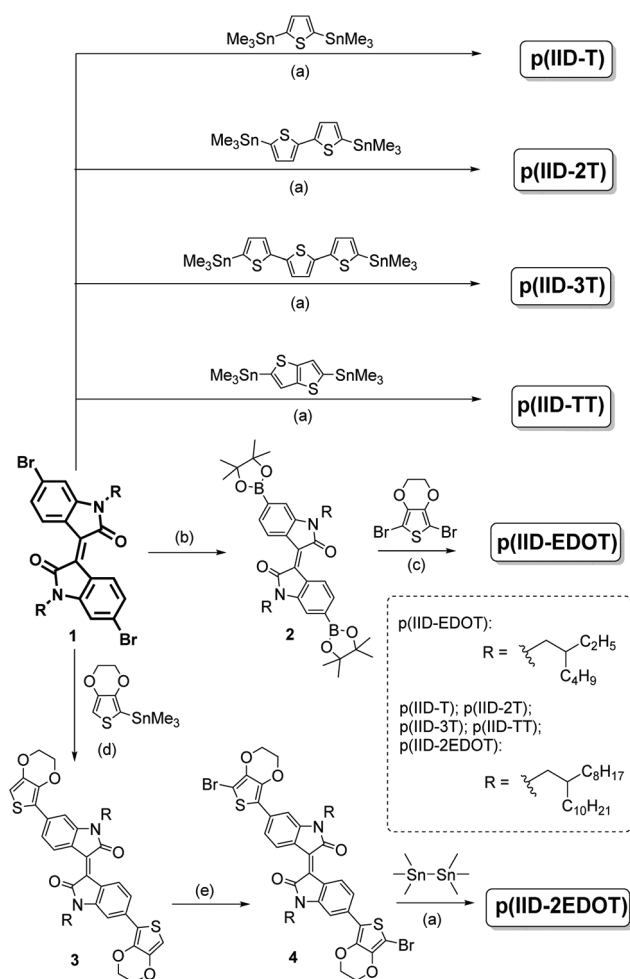 Me₃Sn S SnMe₃
(a)
p(IID-T)
Me₃Sn S S SnMe₃
(a)
p(IID-2T)
Me₃Sn S S S SnMe₃
(a)
p(IID-3T)
Me₃Sn S S SnMe₃
(a)
p(IID-TT)
Br R N O O N R Br
1
(b)
O B O R N O O N R B O O
2
O O Br S Br
(c)
p(IID-EDOT)
p(IID-EDOT):
R = C₂H₅
C₄H₉
p(IID-T); p(IID-2T);
p(IID-3T); p(IID-TT);
p(IID-2EDOT):
R = C₈H₁₇
C₁₀H₂₁
O O S SnMe₃
(d)
O O S R N O O N R S O O
3
(e)
O O Br S R N O O N R S Br O O
4
Sn-Sn
(a)
p(IID-2EDOT)